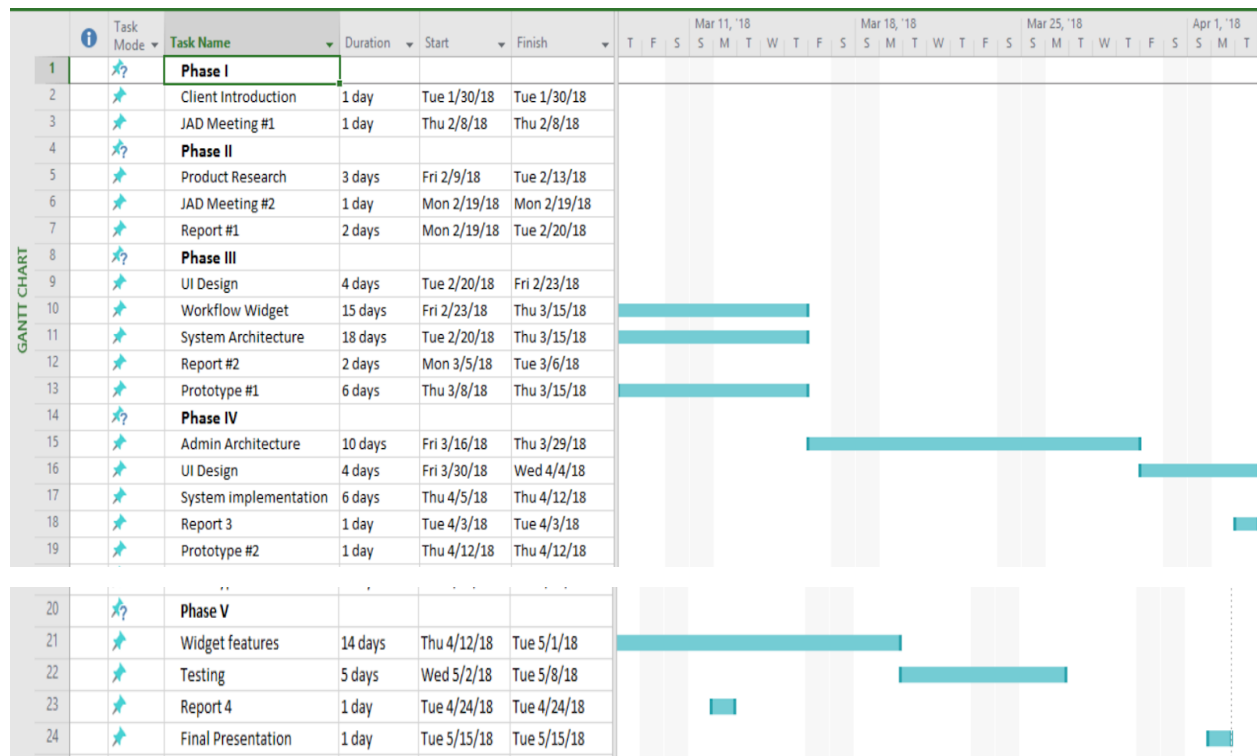 GANTT CHART
Task Mode Task Name Duration Start Finish
Mar 11, '18 Mar 18, '18 Mar 25, '18 Apr 1, '18
T F S S M T W T F S S M T W T F S S M T W T F S S M T
1 Phase I
2 Client Introduction 1 day Tue 1/30/18 Tue 1/30/18
3 JAD Meeting #1 1 day Thu 2/8/18 Thu 2/8/18
4 Phase II
5 Product Research 3 days Fri 2/9/18 Tue 2/13/18
6 JAD Meeting #2 1 day Mon 2/19/18 Mon 2/19/18
7 Report #1 2 days Mon 2/19/18 Tue 2/20/18
8 Phase III
9 UI Design 4 days Tue 2/20/18 Fri 2/23/18
10 Workflow Widget 15 days Fri 2/23/18 Thu 3/15/18
11 System Architecture 18 days Tue 2/20/18 Thu 3/15/18
12 Report #2 2 days Mon 3/5/18 Tue 3/6/18
13 Prototype #1 6 days Thu 3/8/18 Thu 3/15/18
14 Phase IV
15 Admin Architecture 10 days Fri 3/16/18 Thu 3/29/18
16 UI Design 4 days Fri 3/30/18 Wed 4/4/18
17 System implementation 6 days Thu 4/5/18 Thu 4/12/18
18 Report 3 1 day Tue 4/3/18 Tue 4/3/18
19 Prototype #2 1 day Thu 4/12/18 Thu 4/12/18
20 Phase V
21 Widget features 14 days Thu 4/12/18 Tue 5/1/18
22 Testing 5 days Wed 5/2/18 Tue 5/8/18
23 Report 4 1 day Tue 4/24/18 Tue 4/24/18
24 Final Presentation 1 day Tue 5/15/18 Tue 5/15/18